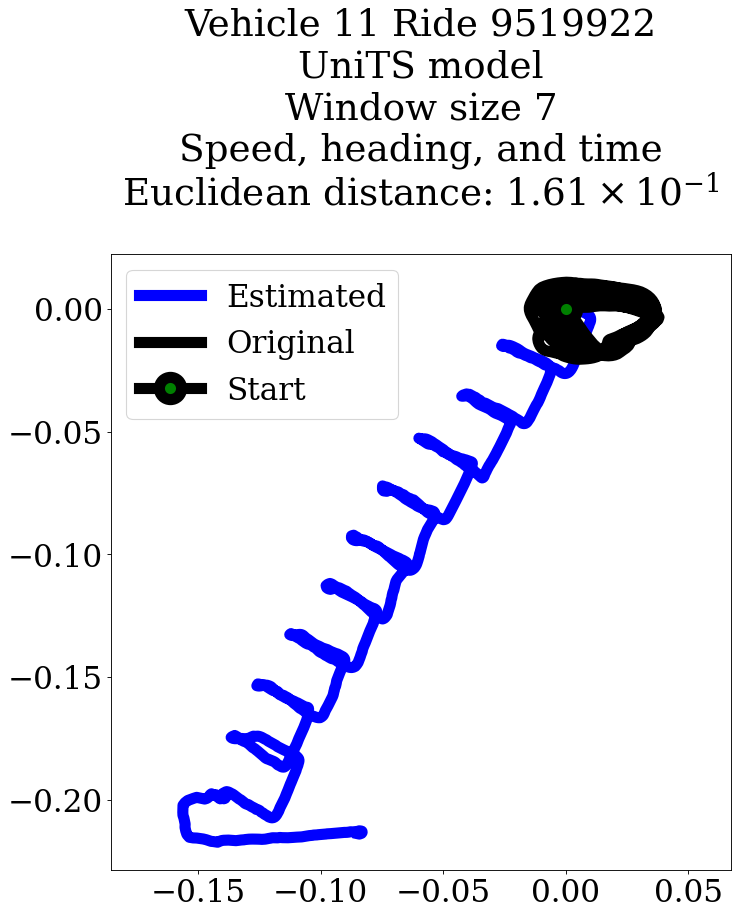 Vehicle 11 Ride 9519922
UniTS model
Window size 7
Speed, heading, and time
Euclidean distance: 1.61 × 10⁻¹
Estimated
Original
Start
0.00
−0.05
−0.10
−0.15
−0.20
−0.15 −0.10 −0.05 0.00 0.05